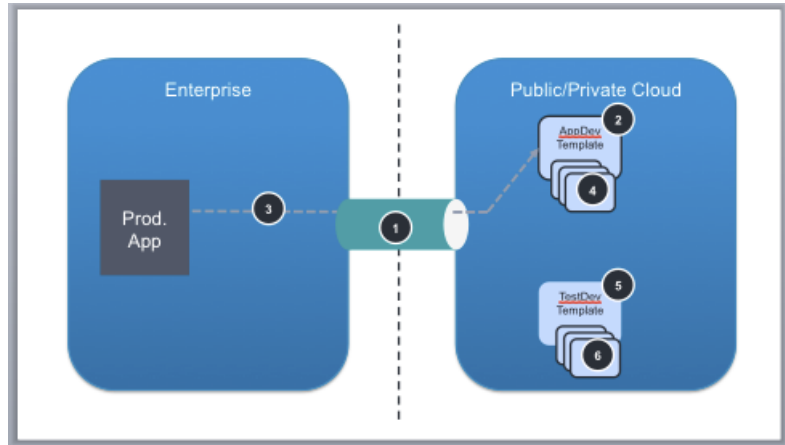 Enterprise
Public/Private Cloud
2
AppDev
Template
4
3
Prod.
App
1
5
TestDev
Template
6